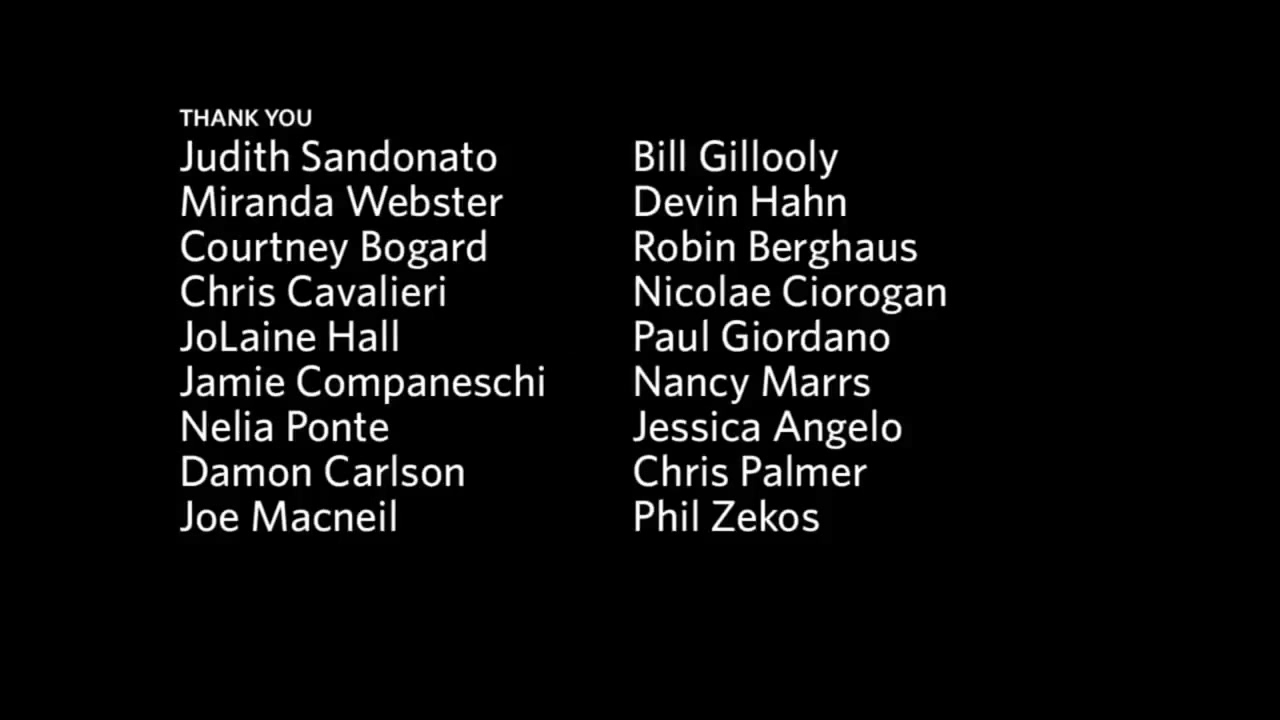 THANK YOU
Judith Sandonato
Miranda Webster
Courtney Bogard
Chris Cavalieri
JoLaine Hall
Jamie Companeschi
Nelia Ponte
Damon Carlson
Joe Macneil
Bill Gillooly
Devin Hahn
Robin Berghaus
Nicolae Ciorogan
Paul Giordano
Nancy Marrs
Jessica Angelo
Chris Palmer
Phil Zekos